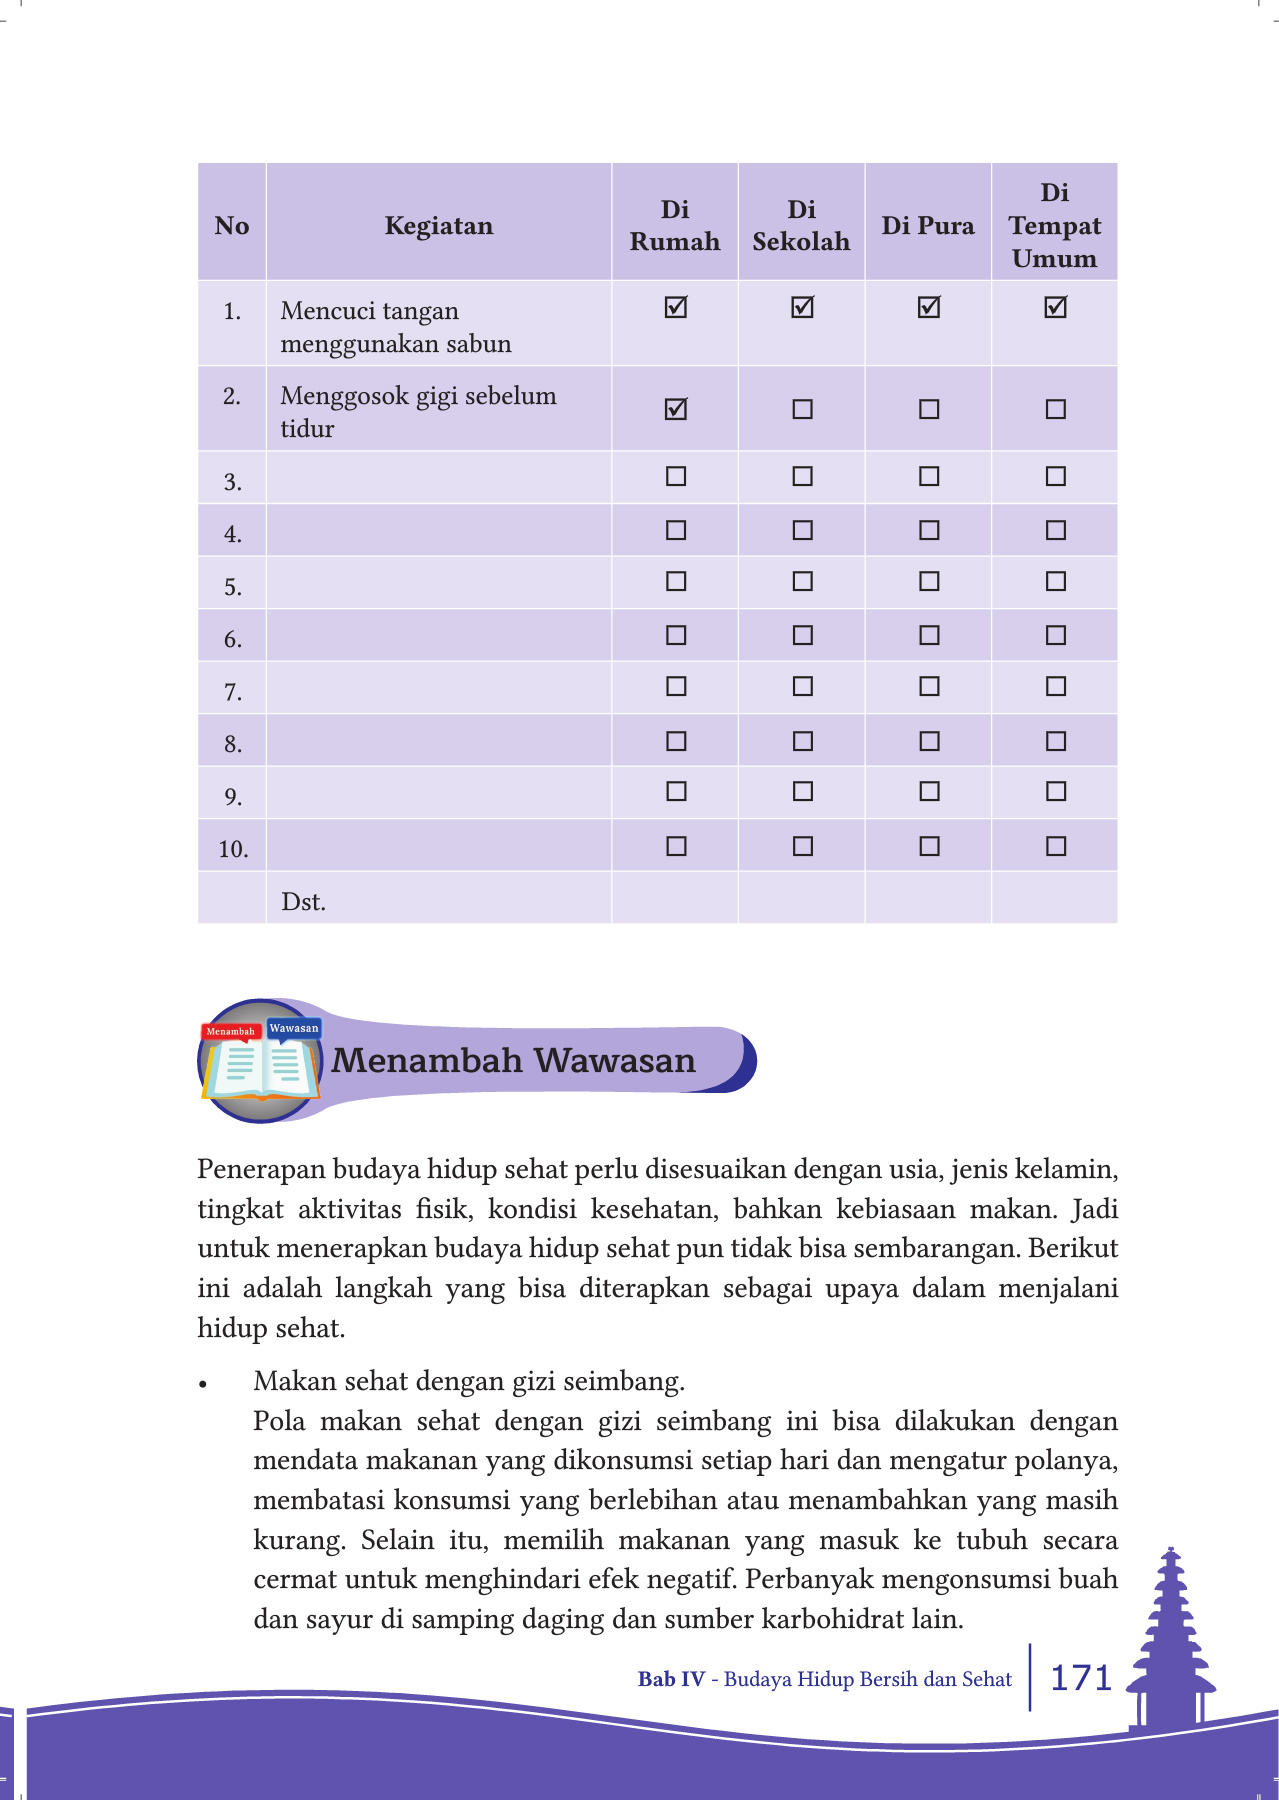 No Kegiatan Di Rumah Di Sekolah Di Pura Di Tempat Umum
1. Mencuci tangan menggunakan sabun ☑ ☑ ☑ ☑
2. Menggosok gigi sebelum tidur ☑ ☐ ☐ ☐
3. ☐ ☐ ☐ ☐
4. ☐ ☐ ☐ ☐
5. ☐ ☐ ☐ ☐
6. ☐ ☐ ☐ ☐
7. ☐ ☐ ☐ ☐
8. ☐ ☐ ☐ ☐
9. ☐ ☐ ☐ ☐
10. ☐ ☐ ☐ ☐
Dst.
Menambah Wawasan
Menambah Wawasan
Penerapan budaya hidup sehat perlu disesuaikan dengan usia, jenis kelamin,
tingkat aktivitas fisik, kondisi kesehatan, bahkan kebiasaan makan. Jadi
untuk menerapkan budaya hidup sehat pun tidak bisa sembarangan. Berikut
ini adalah langkah yang bisa diterapkan sebagai upaya dalam menjalani
hidup sehat.
• Makan sehat dengan gizi seimbang.
Pola makan sehat dengan gizi seimbang ini bisa dilakukan dengan
mendata makanan yang dikonsumsi setiap hari dan mengatur polanya,
membatasi konsumsi yang berlebihan atau menambahkan yang masih
kurang. Selain itu, memilih makanan yang masuk ke tubuh secara
cermat untuk menghindari efek negatif. Perbanyak mengonsumsi buah
dan sayur di samping daging dan sumber karbohidrat lain.
Bab IV - Budaya Hidup Bersih dan Sehat 171